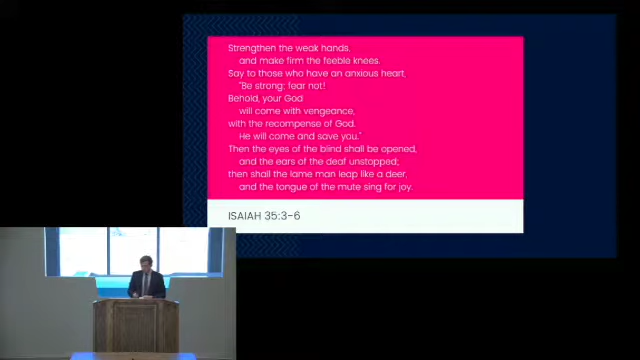 Strengthen the weak hands,
and make firm the feeble knees.
Say to those who have an anxious heart,
"Be strong; fear not!
Behold, your God
will come with vengeance,
with the recompense of God.
He will come and save you."
Then the eyes of the blind shall be opened,
and the ears of the deaf unstopped;
then shall the lame man leap like a deer,
and the tongue of the mute sing for joy.
ISAIAH 35:3-6